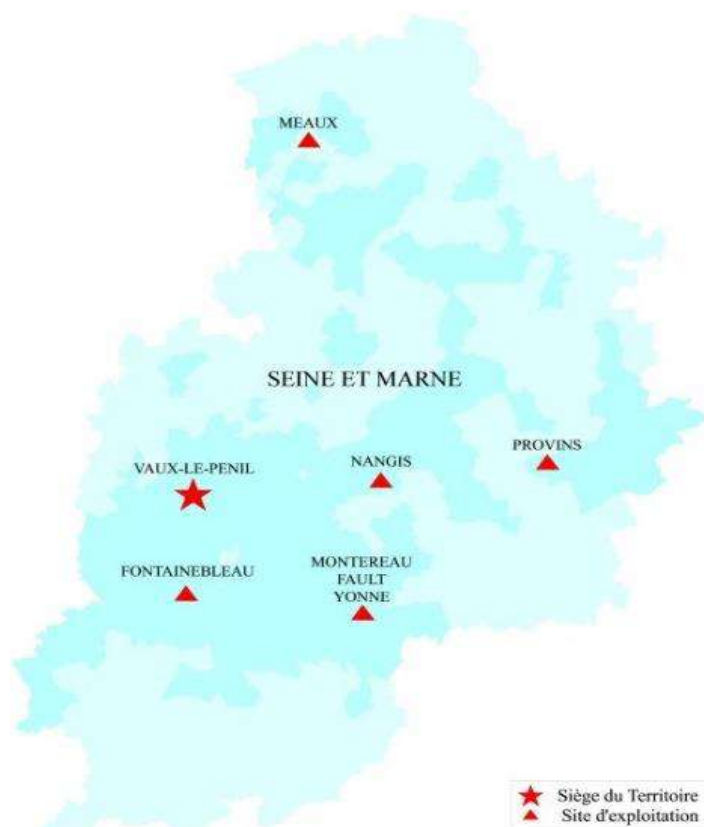 MEAUX
SEINE ET MARNE
PROVINS
NANGIS
VAUX-LE-PENIL
MONTEREAU
FAULT
YONNE
FONTAINEBLEAU
Siège du Territoire
Site d'exploitation